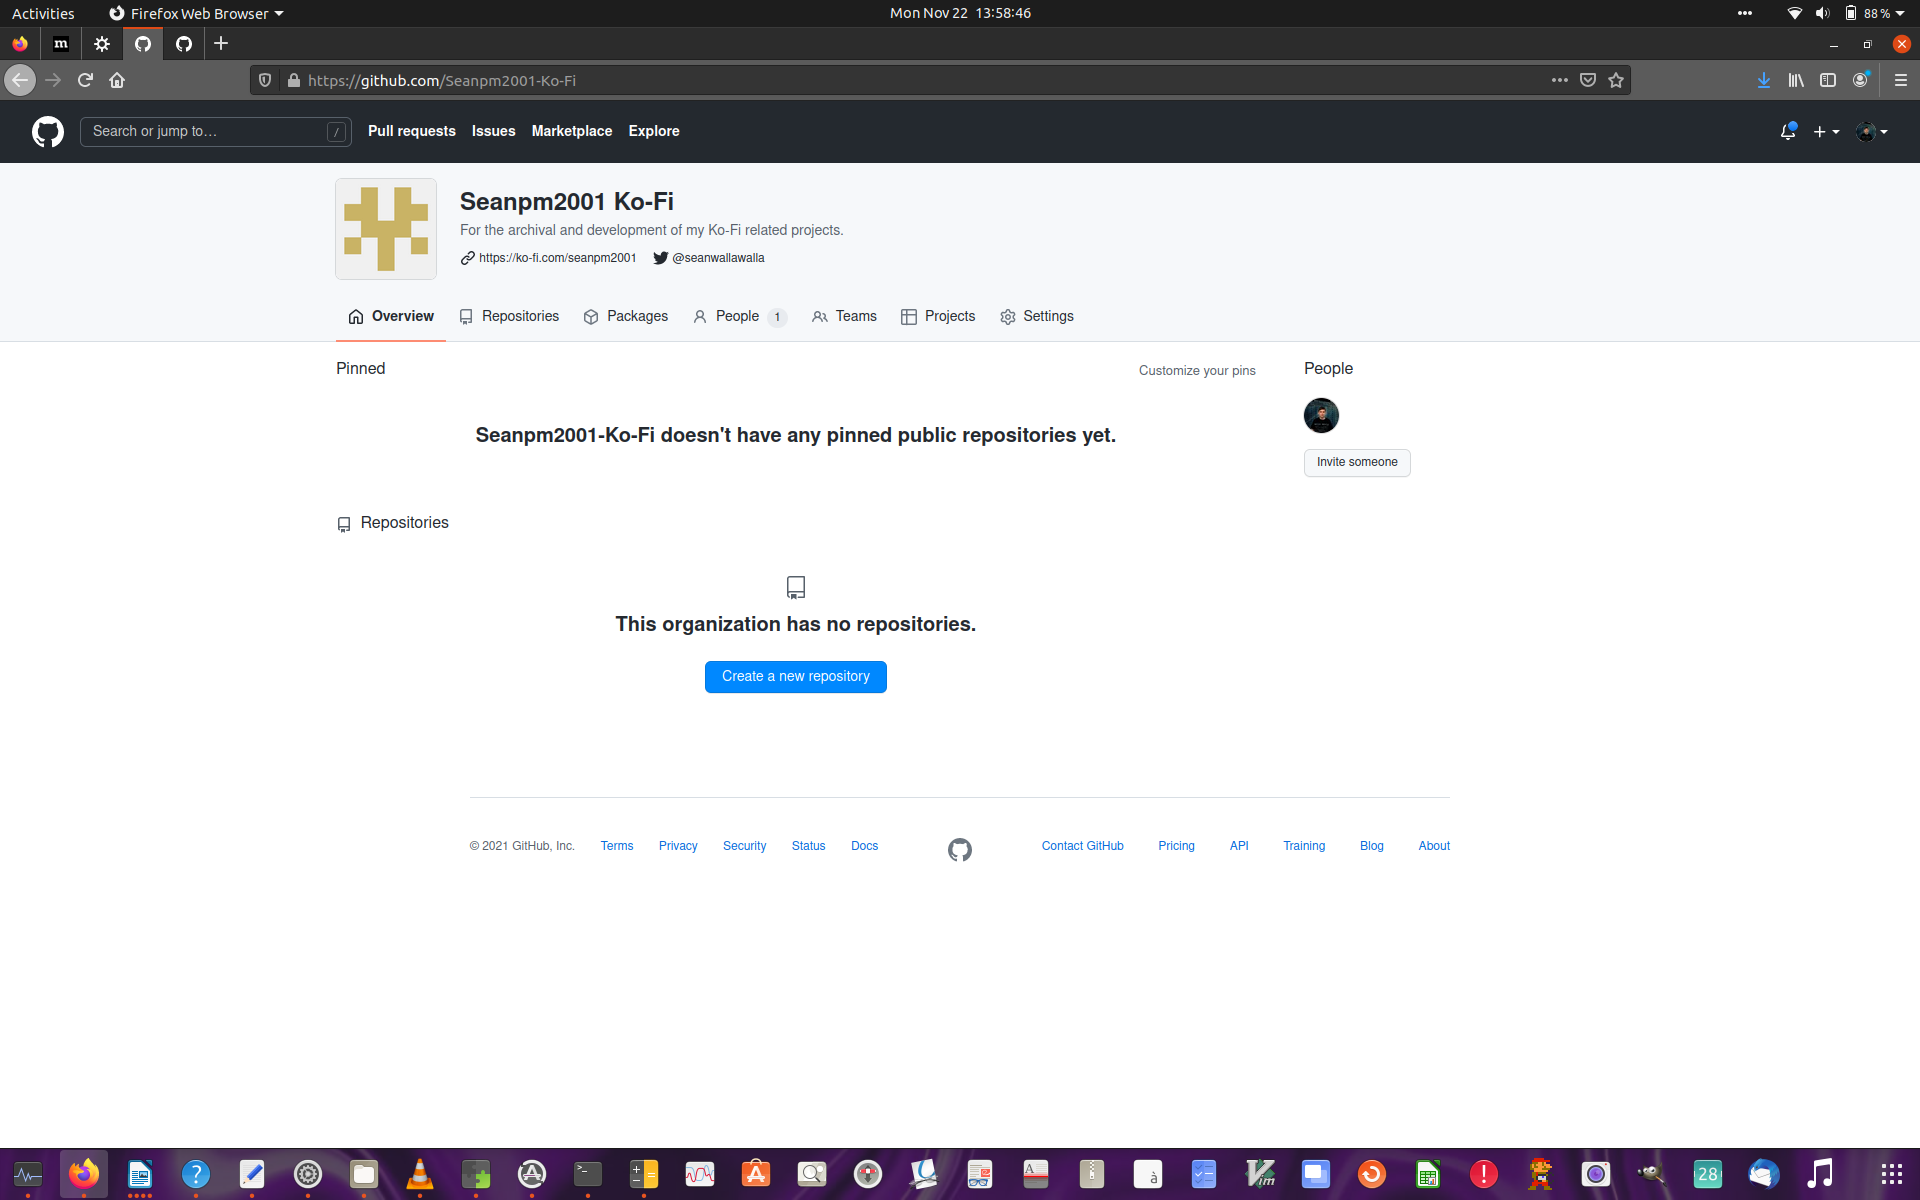 Activities
Firefox Web Browser
Mon Nov 22 13:58:46
88 %
m
https://github.com/Seanpm2001-Ko-Fi
Search or jump to…
/
Pull requests
Issues
Marketplace
Explore
Seanpm2001 Ko-Fi
For the archival and development of my Ko-Fi related projects.
https://ko-fi.com/seanpm2001
@seanwallawalla
Overview
Repositories
Packages
People 1
Teams
Projects
Settings
Pinned
Customize your pins
People
Seanpm2001-Ko-Fi doesn't have any pinned public repositories yet.
Invite someone
Repositories
This organization has no repositories.
Create a new repository
© 2021 GitHub, Inc.
Terms
Privacy
Security
Status
Docs
Contact GitHub
Pricing
API
Training
Blog
About
28